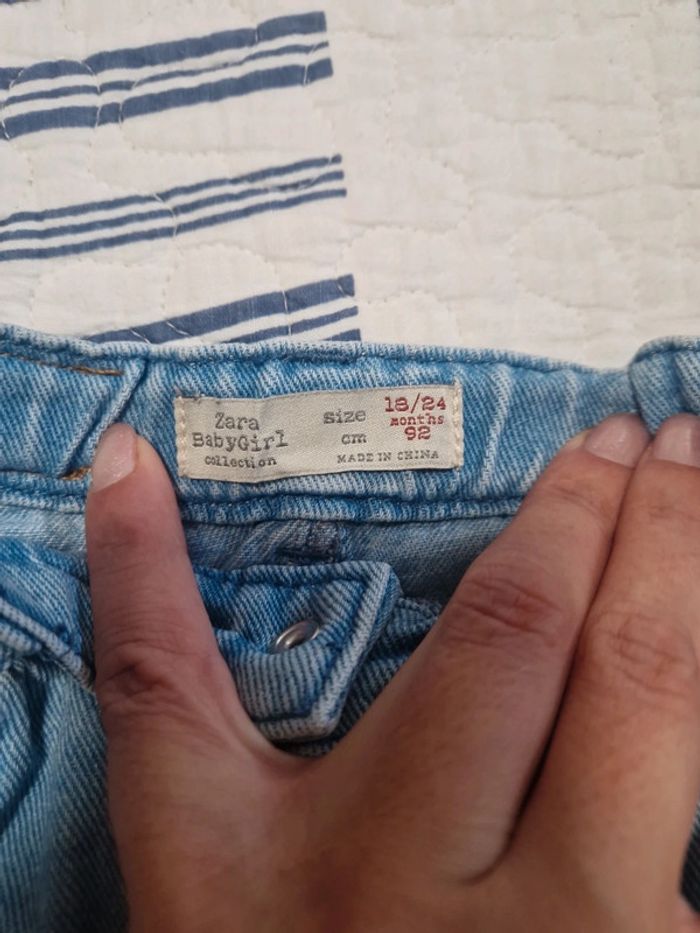 Zara
BabyGirl
Collection
size
cm
18/24
months
92
MADE IN CHINA